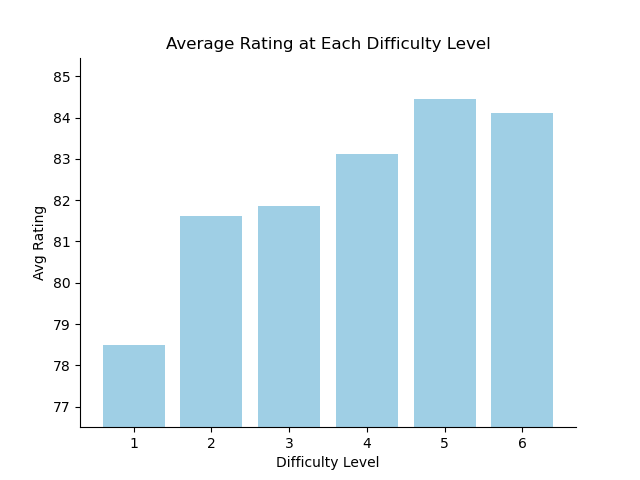 Average Rating at Each Difficulty Level
85
84
83
82
81
80
79
78
77
Avg Rating
1 2 3 4 5 6
Difficulty Level